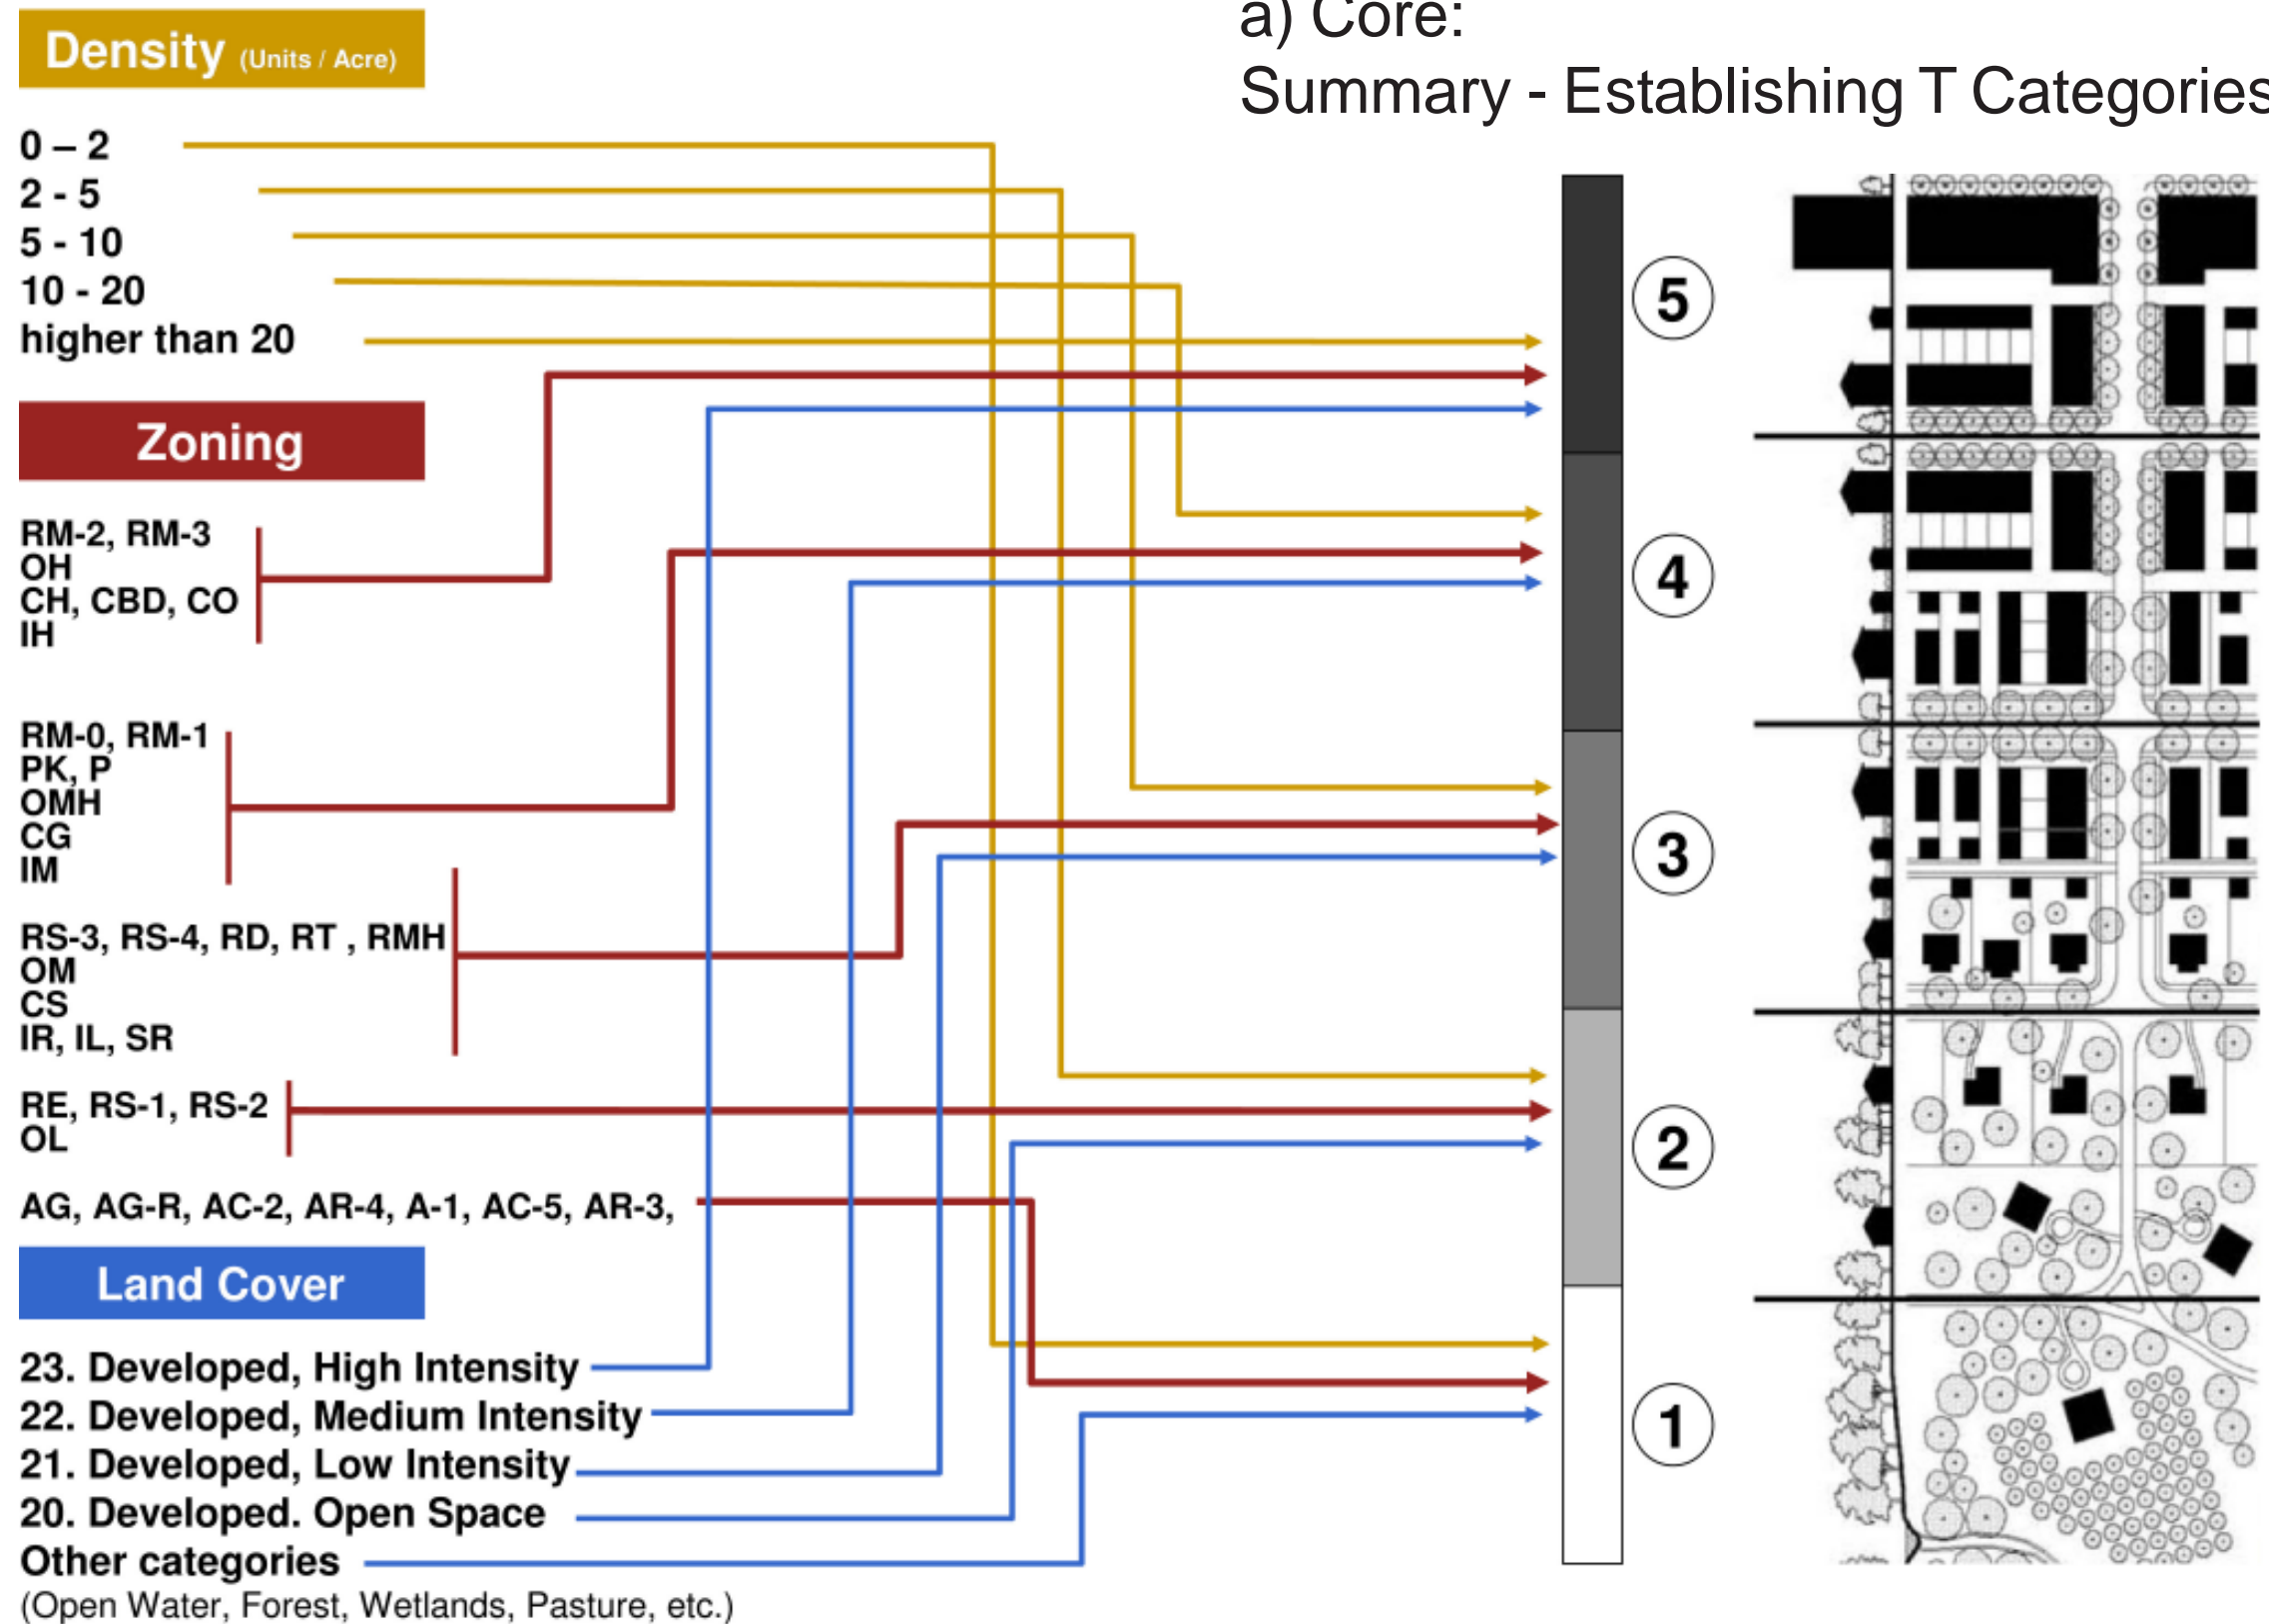 a) Core:
Summary - Establishing T Categories
Density (Units / Acre)
0 – 2
2 - 5
5 - 10
10 - 20
higher than 20
Zoning
RM-2, RM-3
OH
CH, CBD, CO
IH
RM-0, RM-1
PK, P
OMH
CG
IM
RS-3, RS-4, RD, RT , RMH
OM
CS
IR, IL, SR
RE, RS-1, RS-2
OL
AG, AG-R, AC-2, AR-4, A-1, AC-5, AR-3,
Land Cover
23. Developed, High Intensity
22. Developed, Medium Intensity
21. Developed, Low Intensity
20. Developed. Open Space
Other categories
(Open Water, Forest, Wetlands, Pasture, etc.)
5
4
3
2
1